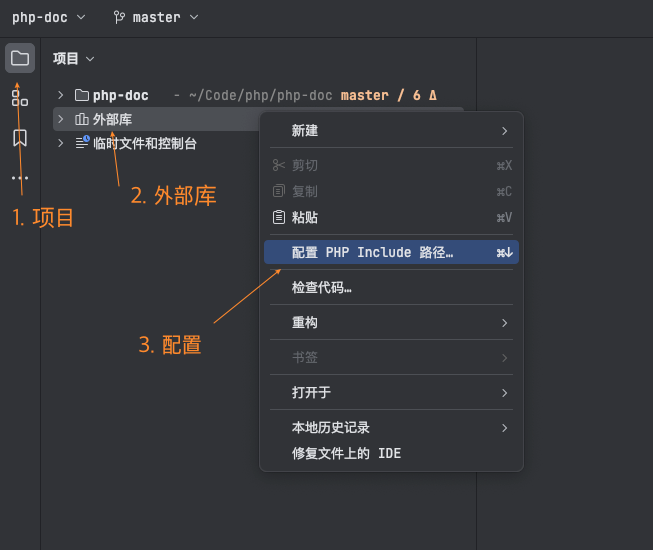 php-doc master
项目
php-doc - ~/Code/php/php-doc master / 6 Δ
外部库
临时文件和控制台
1. 项目
2. 外部库
3. 配置
新建
剪切 ⌘X
复制 ⌘C
粘贴 ⌘V
配置 PHP Include 路径… ⌘↓
检查代码…
重构
书签
打开于
本地历史记录
修复文件上的 IDE